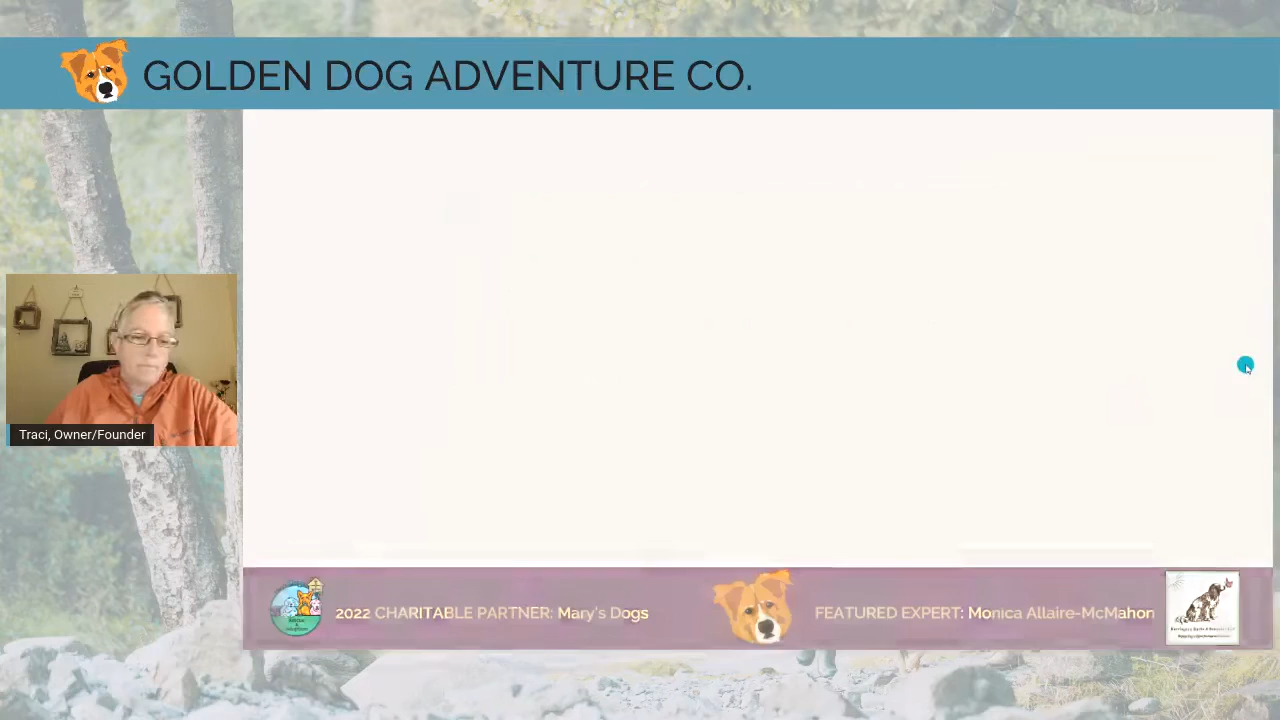 GOLDEN DOG ADVENTURE CO.
Traci, Owner/Founder
2022 CHARITABLE PARTNER: Mary's Dogs
FEATURED EXPERT: Monica Allaire-McMahon